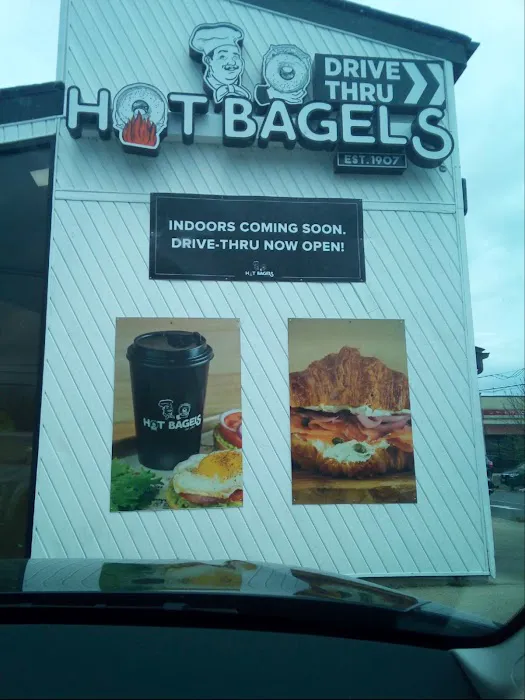 DRIVE
THRU
HOT BAGELS
EST.1907
INDOORS COMING SOON.
DRIVE-THRU NOW OPEN!
HOT BAGELS
HOT BAGELS